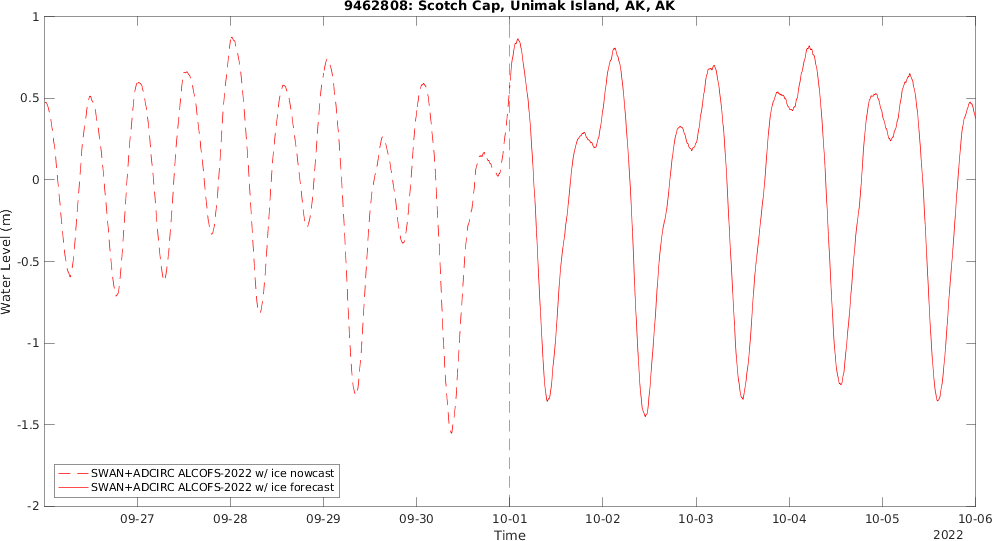 9462808: Scotch Cap, Unimak Island, AK, AK
Water Level (m)
1
0.5
0
-0.5
-1
-1.5
-2
SWAN+ADCIRC ALCOFS-2022 w/ ice nowcast
SWAN+ADCIRC ALCOFS-2022 w/ ice forecast
09-27 09-28 09-29 09-30 10-01 10-02 10-03 10-04 10-05 10-06
Time
2022